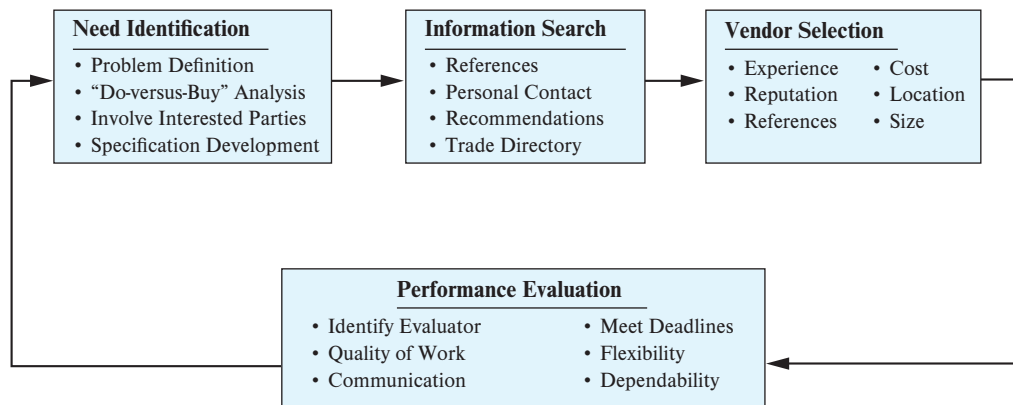 Need Identification
• Problem Definition
• “Do-versus-Buy” Analysis
• Involve Interested Parties
• Specification Development
Information Search
• References
• Personal Contact
• Recommendations
• Trade Directory
Vendor Selection
• Experience
• Reputation
• References
• Cost
• Location
• Size
Performance Evaluation
• Identify Evaluator
• Quality of Work
• Communication
• Meet Deadlines
• Flexibility
• Dependability